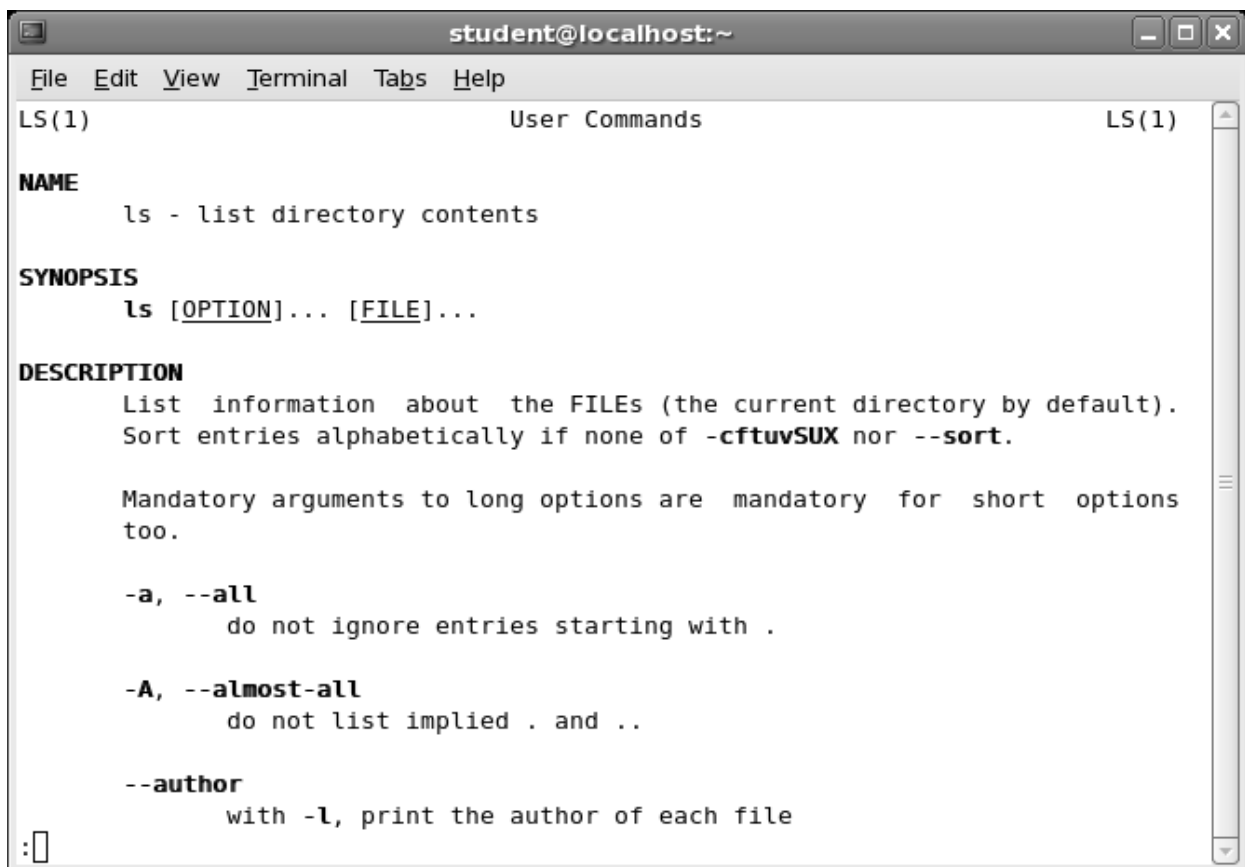 student@localhost:~
File Edit View Terminal Tabs Help
LS(1) User Commands LS(1)
NAME
ls - list directory contents
SYNOPSIS
ls [OPTION]... [FILE]...
DESCRIPTION
List information about the FILEs (the current directory by default).
Sort entries alphabetically if none of -cftuvSUX nor --sort.
Mandatory arguments to long options are mandatory for short options
too.
-a, --all
do not ignore entries starting with .
-A, --almost-all
do not list implied . and ..
--author
with -l, print the author of each file
: